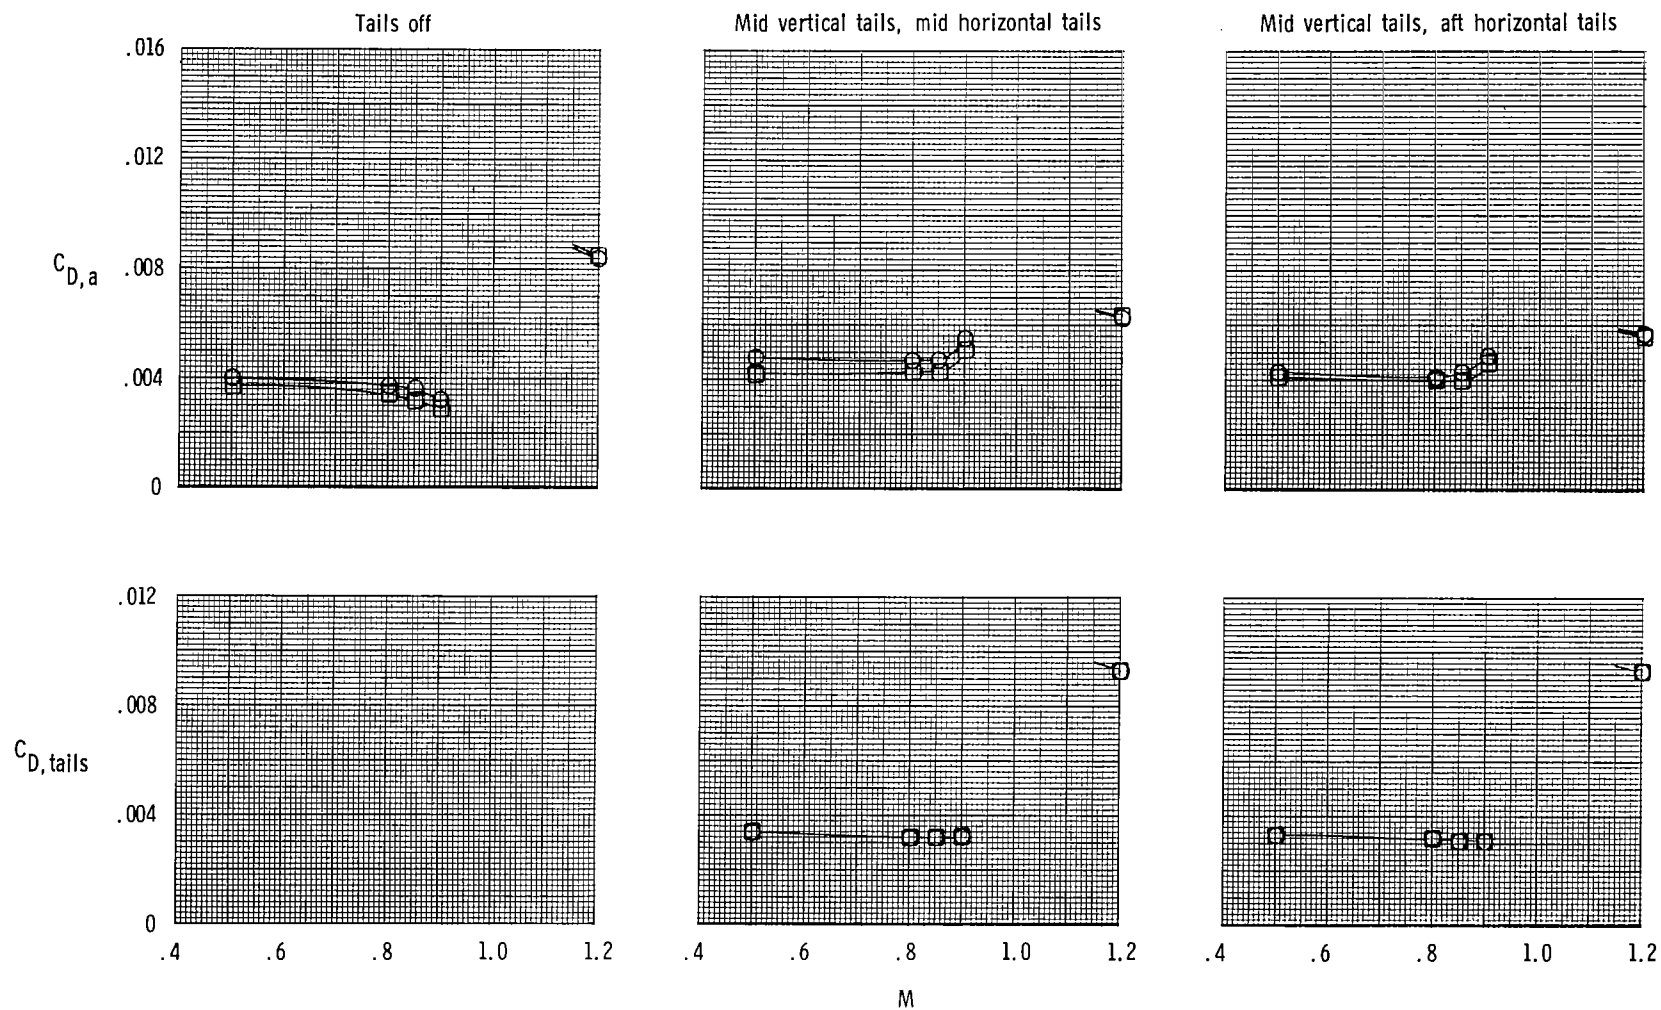 Tails off
Mid vertical tails, mid horizontal tails
Mid vertical tails, aft horizontal tails
.016
.012
C_D,a
.008
.004
0
.012
.008
C_D,tails
.004
0
.4 .6 .8 1.0 1.2
.4 .6 .8 1.0 1.2
.4 .6 .8 1.0 1.2
M